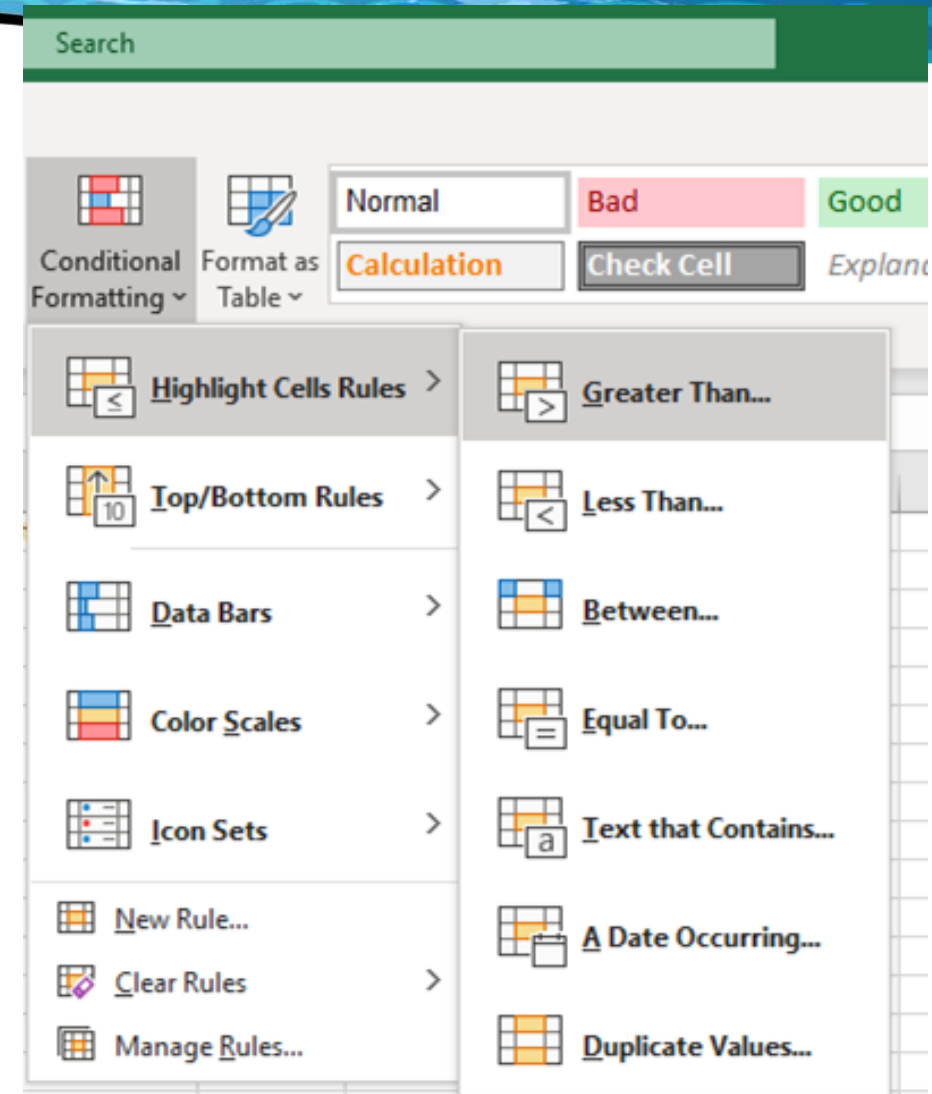 Search
Normal
Bad
Good
Conditional
Formatting
Format as
Table
Calculation
Check Cell
Highlight Cells Rules
≤
Top/Bottom Rules
10
Data Bars
Color Scales
Icon Sets
New Rule...
Clear Rules
Manage Rules...
Greater Than...
>
Less Than...
<
Between...
Equal To...
=
Text that Contains...
a
A Date Occurring...
Duplicate Values...